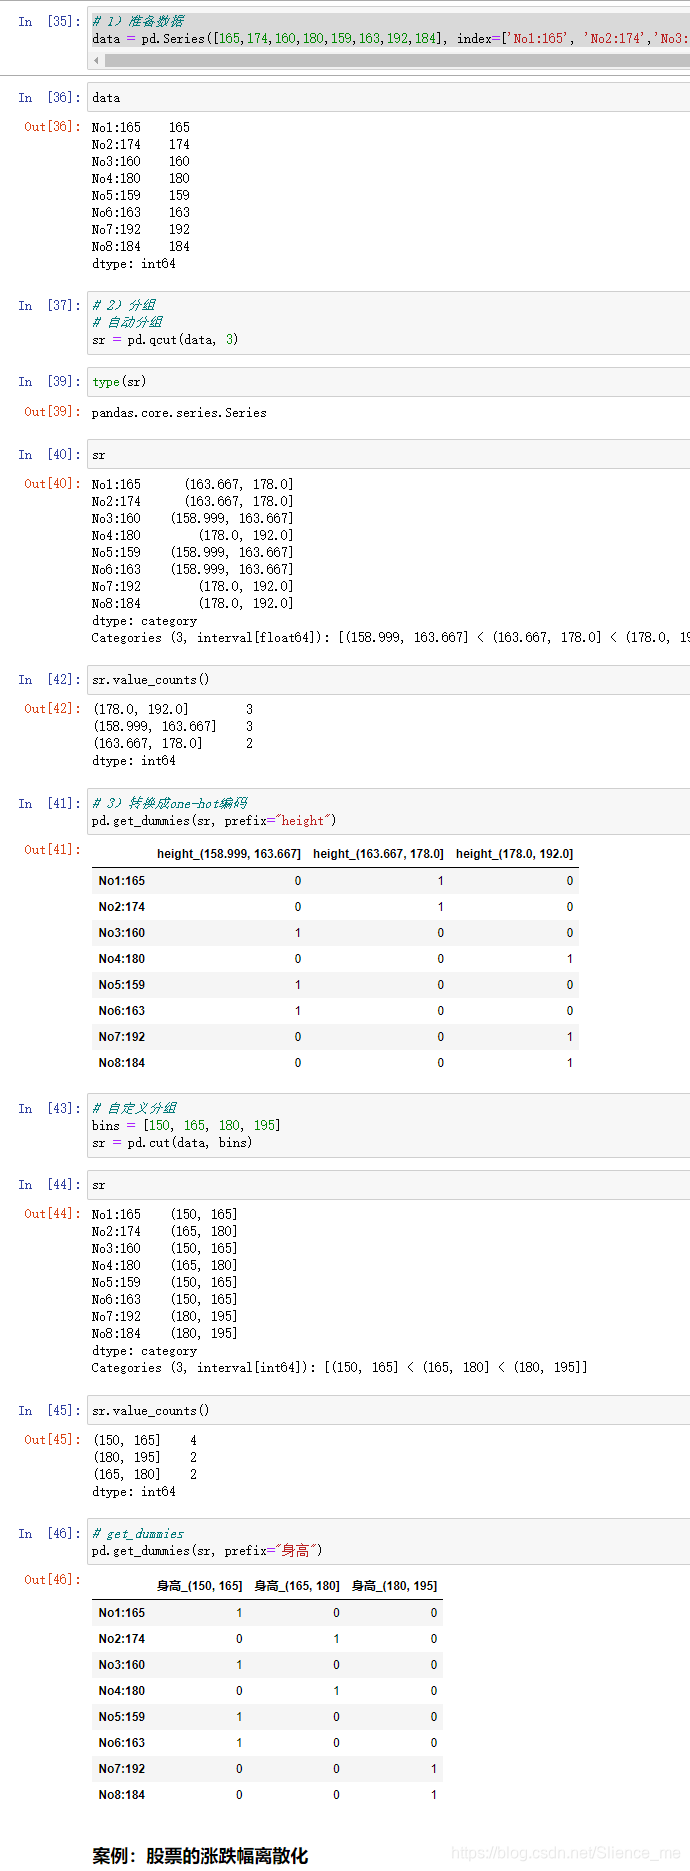 In [35]: # 1) 准备数据
data = pd.Series([165,174,160,180,159,163,192,184], index=['No1:165', 'No2:174','No3:
In [36]: data
Out[36]: No1:165    165
No2:174    174
No3:160    160
No4:180    180
No5:159    159
No6:163    163
No7:192    192
No8:184    184
dtype: int64
In [37]: # 2) 分组
# 自动分组
sr = pd.qcut(data, 3)
In [39]: type(sr)
Out[39]: pandas.core.series.Series
In [40]: sr
Out[40]: No1:165      (163.667, 178.0]
No2:174      (163.667, 178.0]
No3:160    (158.999, 163.667]
No4:180        (178.0, 192.0]
No5:159    (158.999, 163.667]
No6:163    (158.999, 163.667]
No7:192        (178.0, 192.0]
No8:184        (178.0, 192.0]
dtype: category
Categories (3, interval[float64]): [(158.999, 163.667] < (163.667, 178.0] < (178.0, 19
In [42]: sr.value_counts()
Out[42]: (178.0, 192.0]        3
(158.999, 163.667]    3
(163.667, 178.0]      2
dtype: int64
In [41]: # 3) 转换成one-hot编码
pd.get_dummies(sr, prefix="height")
Out[41]:
height_(158.999, 163.667] height_(163.667, 178.0] height_(178.0, 192.0]
No1:165 0 1 0
No2:174 0 1 0
No3:160 1 0 0
No4:180 0 0 1
No5:159 1 0 0
No6:163 1 0 0
No7:192 0 0 1
No8:184 0 0 1
In [43]: # 自定义分组
bins = [150, 165, 180, 195]
sr = pd.cut(data, bins)
In [44]: sr
Out[44]: No1:165    (150, 165]
No2:174    (165, 180]
No3:160    (150, 165]
No4:180    (165, 180]
No5:159    (150, 165]
No6:163    (150, 165]
No7:192    (180, 195]
No8:184    (180, 195]
dtype: category
Categories (3, interval[int64]): [(150, 165] < (165, 180] < (180, 195]]
In [45]: sr.value_counts()
Out[45]: (150, 165]    4
(180, 195]    2
(165, 180]    2
dtype: int64
In [46]: # get_dummies
pd.get_dummies(sr, prefix="身高")
Out[46]:
身高_(150, 165] 身高_(165, 180] 身高_(180, 195]
No1:165 1 0 0
No2:174 0 1 0
No3:160 1 0 0
No4:180 0 1 0
No5:159 1 0 0
No6:163 1 0 0
No7:192 0 0 1
No8:184 0 0 1
案例：股票的涨跌幅离散化
https://blog.csdn.net/Slience_me